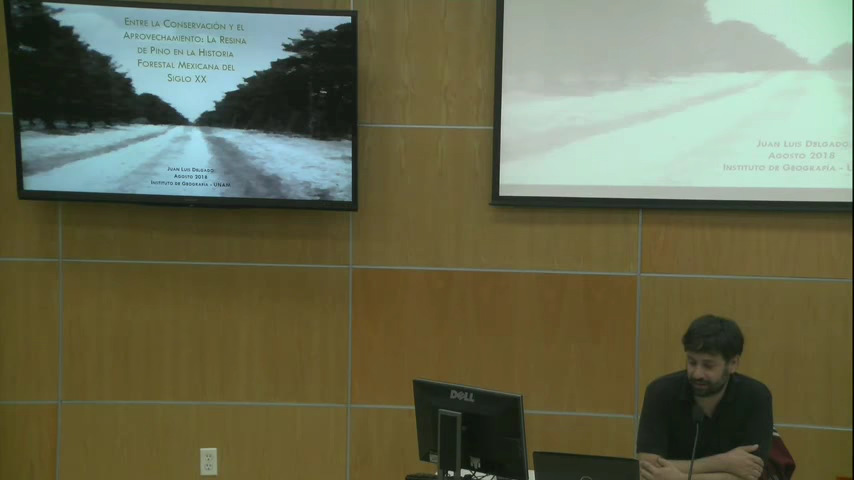 Entre la Conservación y el
Aprovechamiento: La Resina
de Pino en la Historia
Forestal Mexicana del
Siglo XX
Juan Luis Delgado
Agosto 2018
Instituto de Geografía - UNAM
Juan Luis Delgado
Agosto 2018
Instituto de Geografía - U
DELL